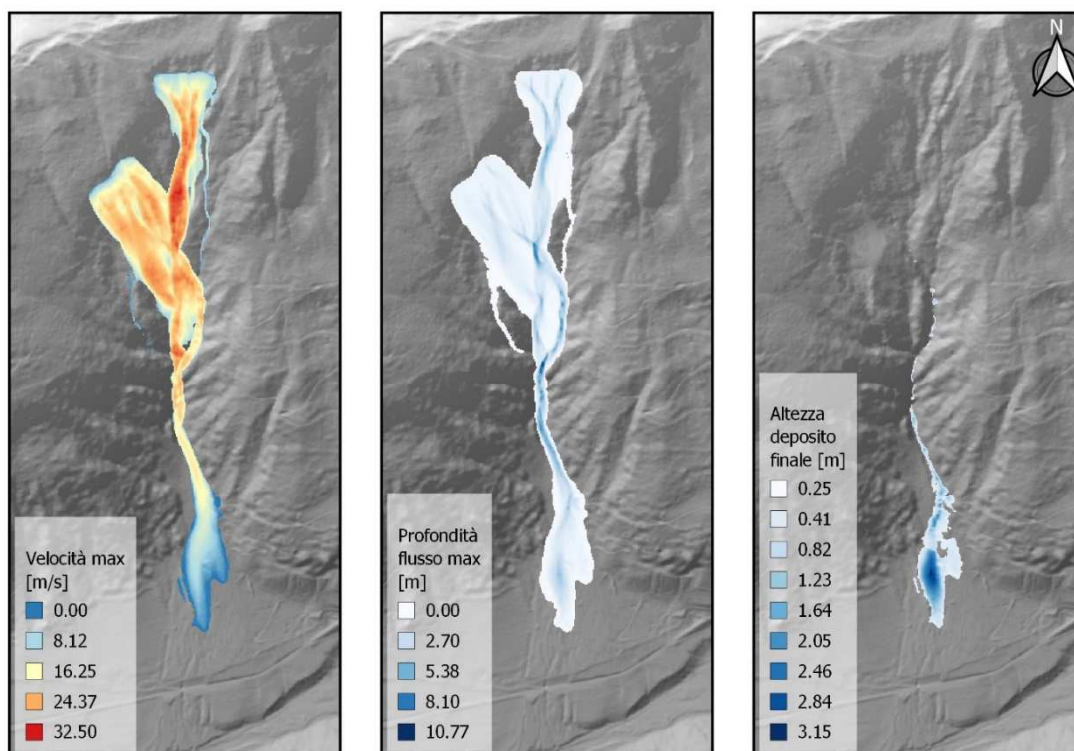 Velocità max
[m/s]
0.00
8.12
16.25
24.37
32.50
Profondità
flusso max
[m]
0.00
2.70
5.38
8.10
10.77
N
Altezza
deposito
finale [m]
0.25
0.41
0.82
1.23
1.64
2.05
2.46
2.84
3.15